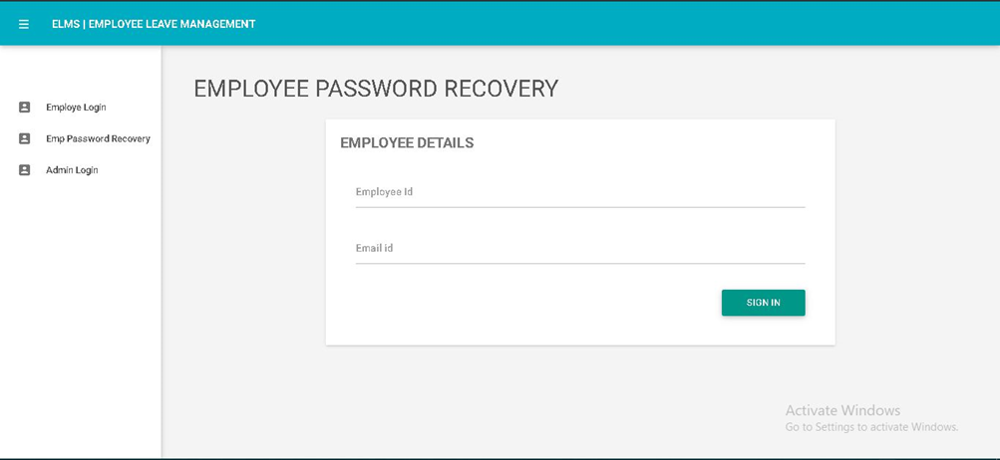 ELMS | EMPLOYEE LEAVE MANAGEMENT
Employe Login
Emp Password Recovery
Admin Login
EMPLOYEE PASSWORD RECOVERY
EMPLOYEE DETAILS
Employee Id
Email id
SIGN IN
Activate Windows
Go to Settings to activate Windows.